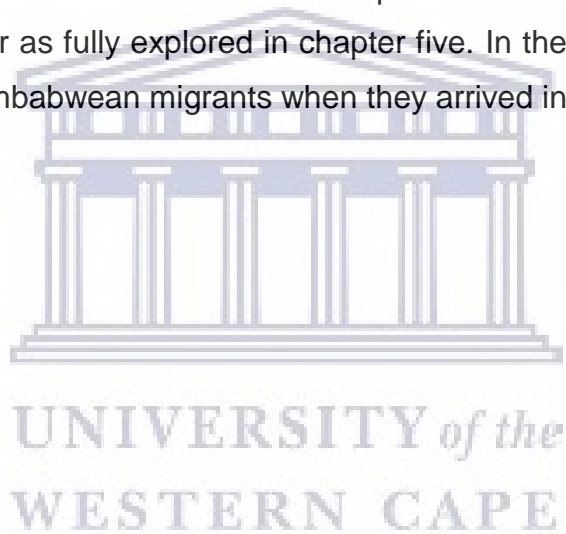 r as fully explored in chapter five. In the
nbabwean migrants when they arrived in
UNIVERSITY of the
WESTERN CAPE